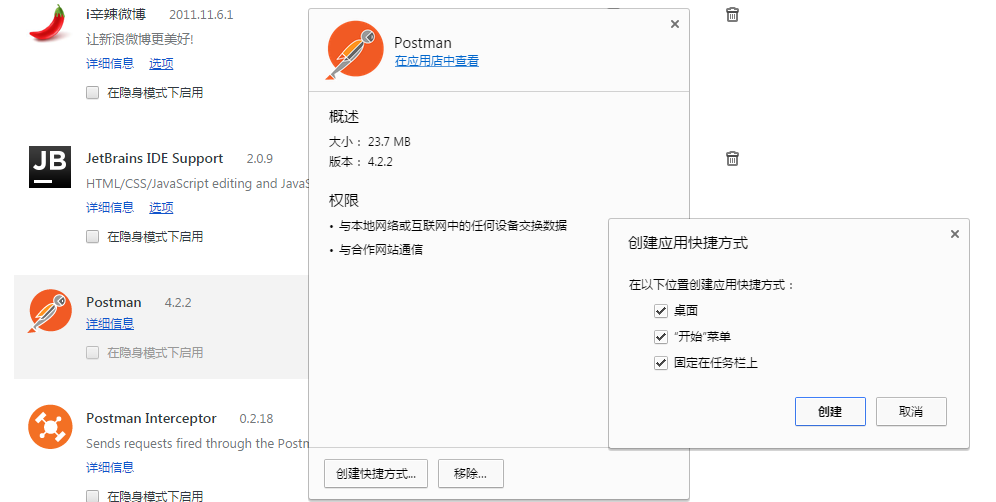 i辛辣微博 2011.11.6.1
让新浪微博更美好!
详细信息 选项
在隐身模式下启用
JB
JetBrains IDE Support 2.0.9
HTML/CSS/JavaScript editing and JavaS
详细信息 选项
在隐身模式下启用
Postman 4.2.2
详细信息
在隐身模式下启用
Postman Interceptor 0.2.18
Sends requests fired through the Postm
详细信息
在隐身模式下启用
Postman
在应用店中查看
概述
大小： 23.7 MB
版本： 4.2.2
权限
• 与本地网络或互联网中的任何设备交换数据
• 与合作网站通信
创建快捷方式... 移除...
创建应用快捷方式
在以下位置创建应用快捷方式：
桌面
“开始”菜单
固定在任务栏上
创建 取消